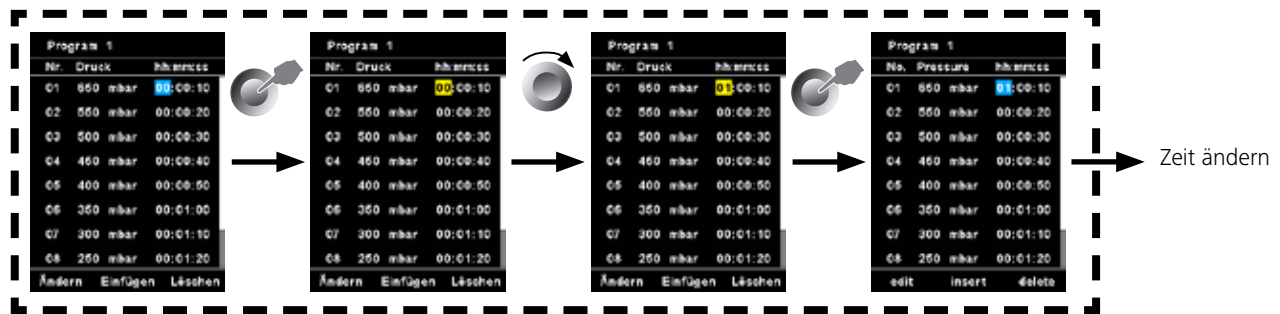 Program 1
Nr. Druck hh:mm:ss
01 650 mbar 00:00:10
02 550 mbar 00:00:20
03 500 mbar 00:00:30
04 450 mbar 00:00:40
05 400 mbar 00:00:50
06 350 mbar 00:01:00
07 300 mbar 00:01:10
08 250 mbar 00:01:20
Ändern Einfügen Löschen
Program 1
Nr. Druck hh:mm:ss
01 650 mbar 00:00:10
02 550 mbar 00:00:20
03 500 mbar 00:00:30
04 450 mbar 00:00:40
05 400 mbar 00:00:50
06 350 mbar 00:01:00
07 300 mbar 00:01:10
08 250 mbar 00:01:20
Ändern Einfügen Löschen
Program 1
Nr. Druck hh:mm:ss
01 650 mbar 01:00:10
02 550 mbar 00:00:20
03 500 mbar 00:00:30
04 450 mbar 00:00:40
05 400 mbar 00:00:50
06 350 mbar 00:01:00
07 300 mbar 00:01:10
08 250 mbar 00:01:20
Ändern Einfügen Löschen
Program 1
No. Pressure hh:mm:ss
01 650 mbar 01:00:10
02 550 mbar 00:00:20
03 500 mbar 00:00:30
04 450 mbar 00:00:40
05 400 mbar 00:00:50
06 350 mbar 00:01:00
07 300 mbar 00:01:10
08 250 mbar 00:01:20
edit insert delete
Zeit ändern